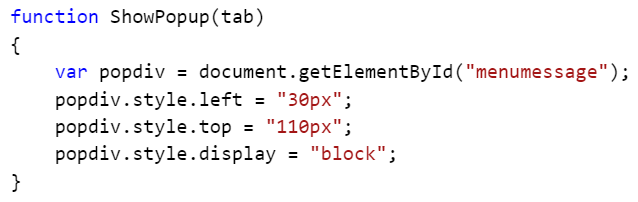 function ShowPopup(tab)
{
    var popdiv = document.getElementById("menumessage");
    popdiv.style.left = "30px";
    popdiv.style.top = "110px";
    popdiv.style.display = "block";
}